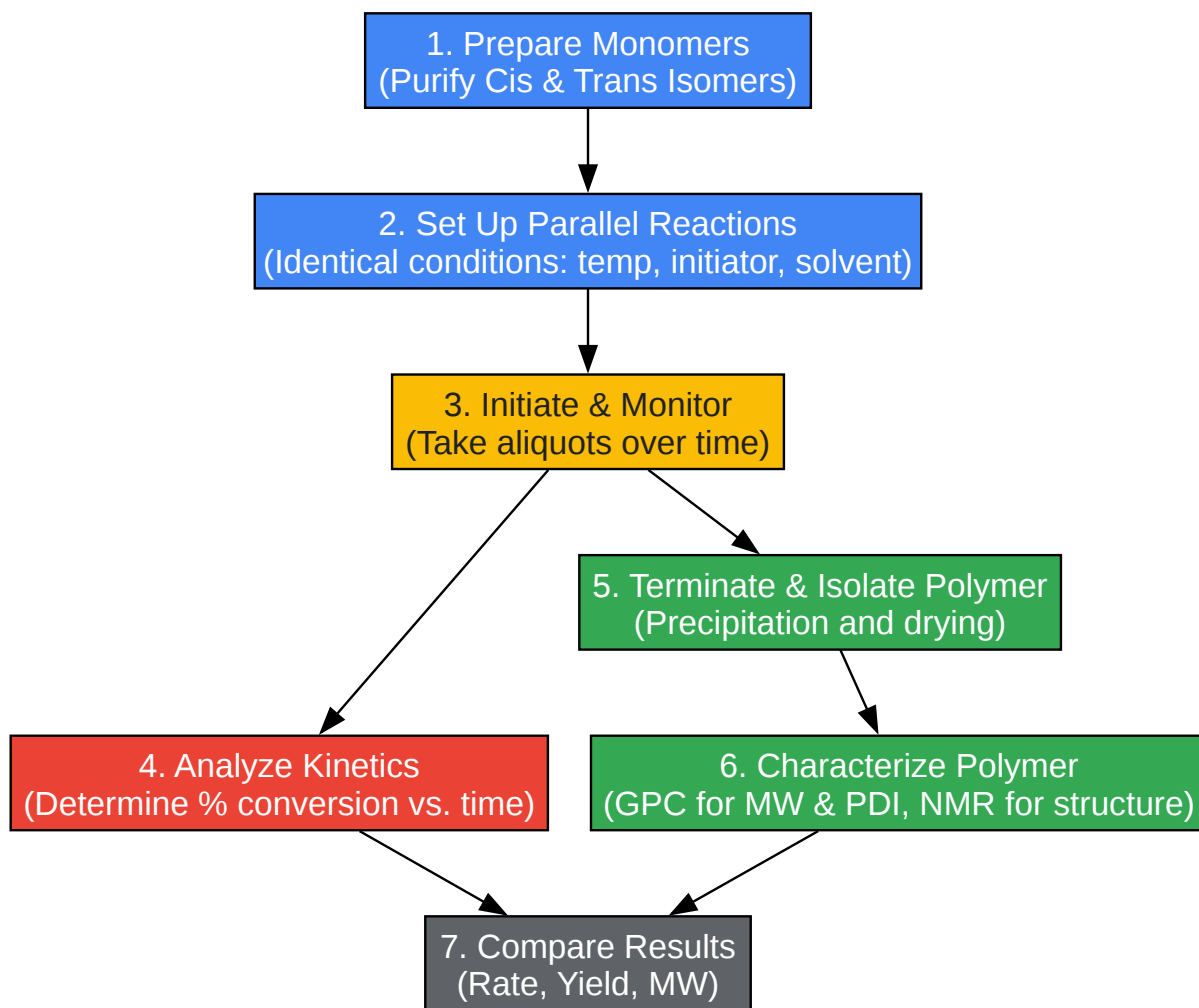 1. Prepare Monomers
(Purify Cis & Trans Isomers)
2. Set Up Parallel Reactions
(Identical conditions: temp, initiator, solvent)
3. Initiate & Monitor
(Take aliquots over time)
5. Terminate & Isolate Polymer
(Precipitation and drying)
4. Analyze Kinetics
(Determine % conversion vs. time)
6. Characterize Polymer
(GPC for MW & PDI, NMR for structure)
7. Compare Results
(Rate, Yield, MW)